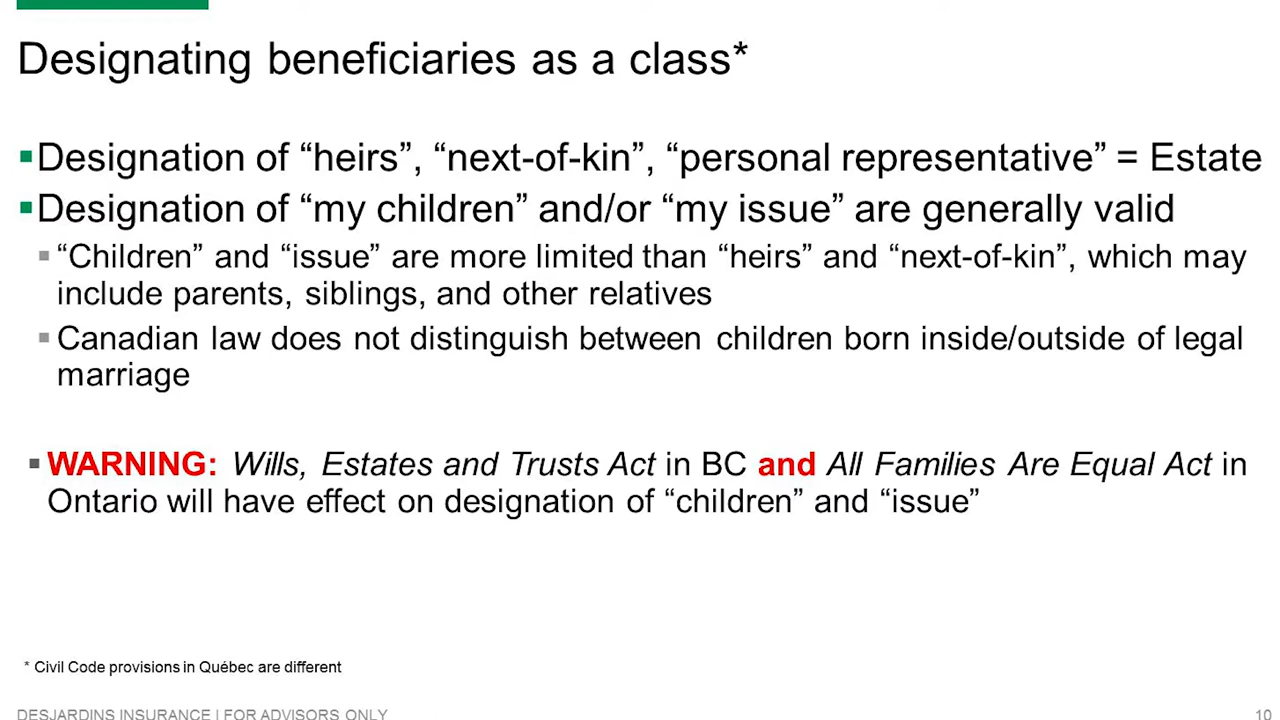 Designating beneficiaries as a class*
▪Designation of “heirs”, “next-of-kin”, “personal representative” = Estate
▪Designation of “my children” and/or “my issue” are generally valid
▪“Children” and “issue” are more limited than “heirs” and “next-of-kin”, which may
include parents, siblings, and other relatives
▪Canadian law does not distinguish between children born inside/outside of legal
marriage
▪WARNING: Wills, Estates and Trusts Act in BC and All Families Are Equal Act in
Ontario will have effect on designation of “children” and “issue”
* Civil Code provisions in Québec are different
DESJARDINS INSURANCE | FOR ADVISORS ONLY
10